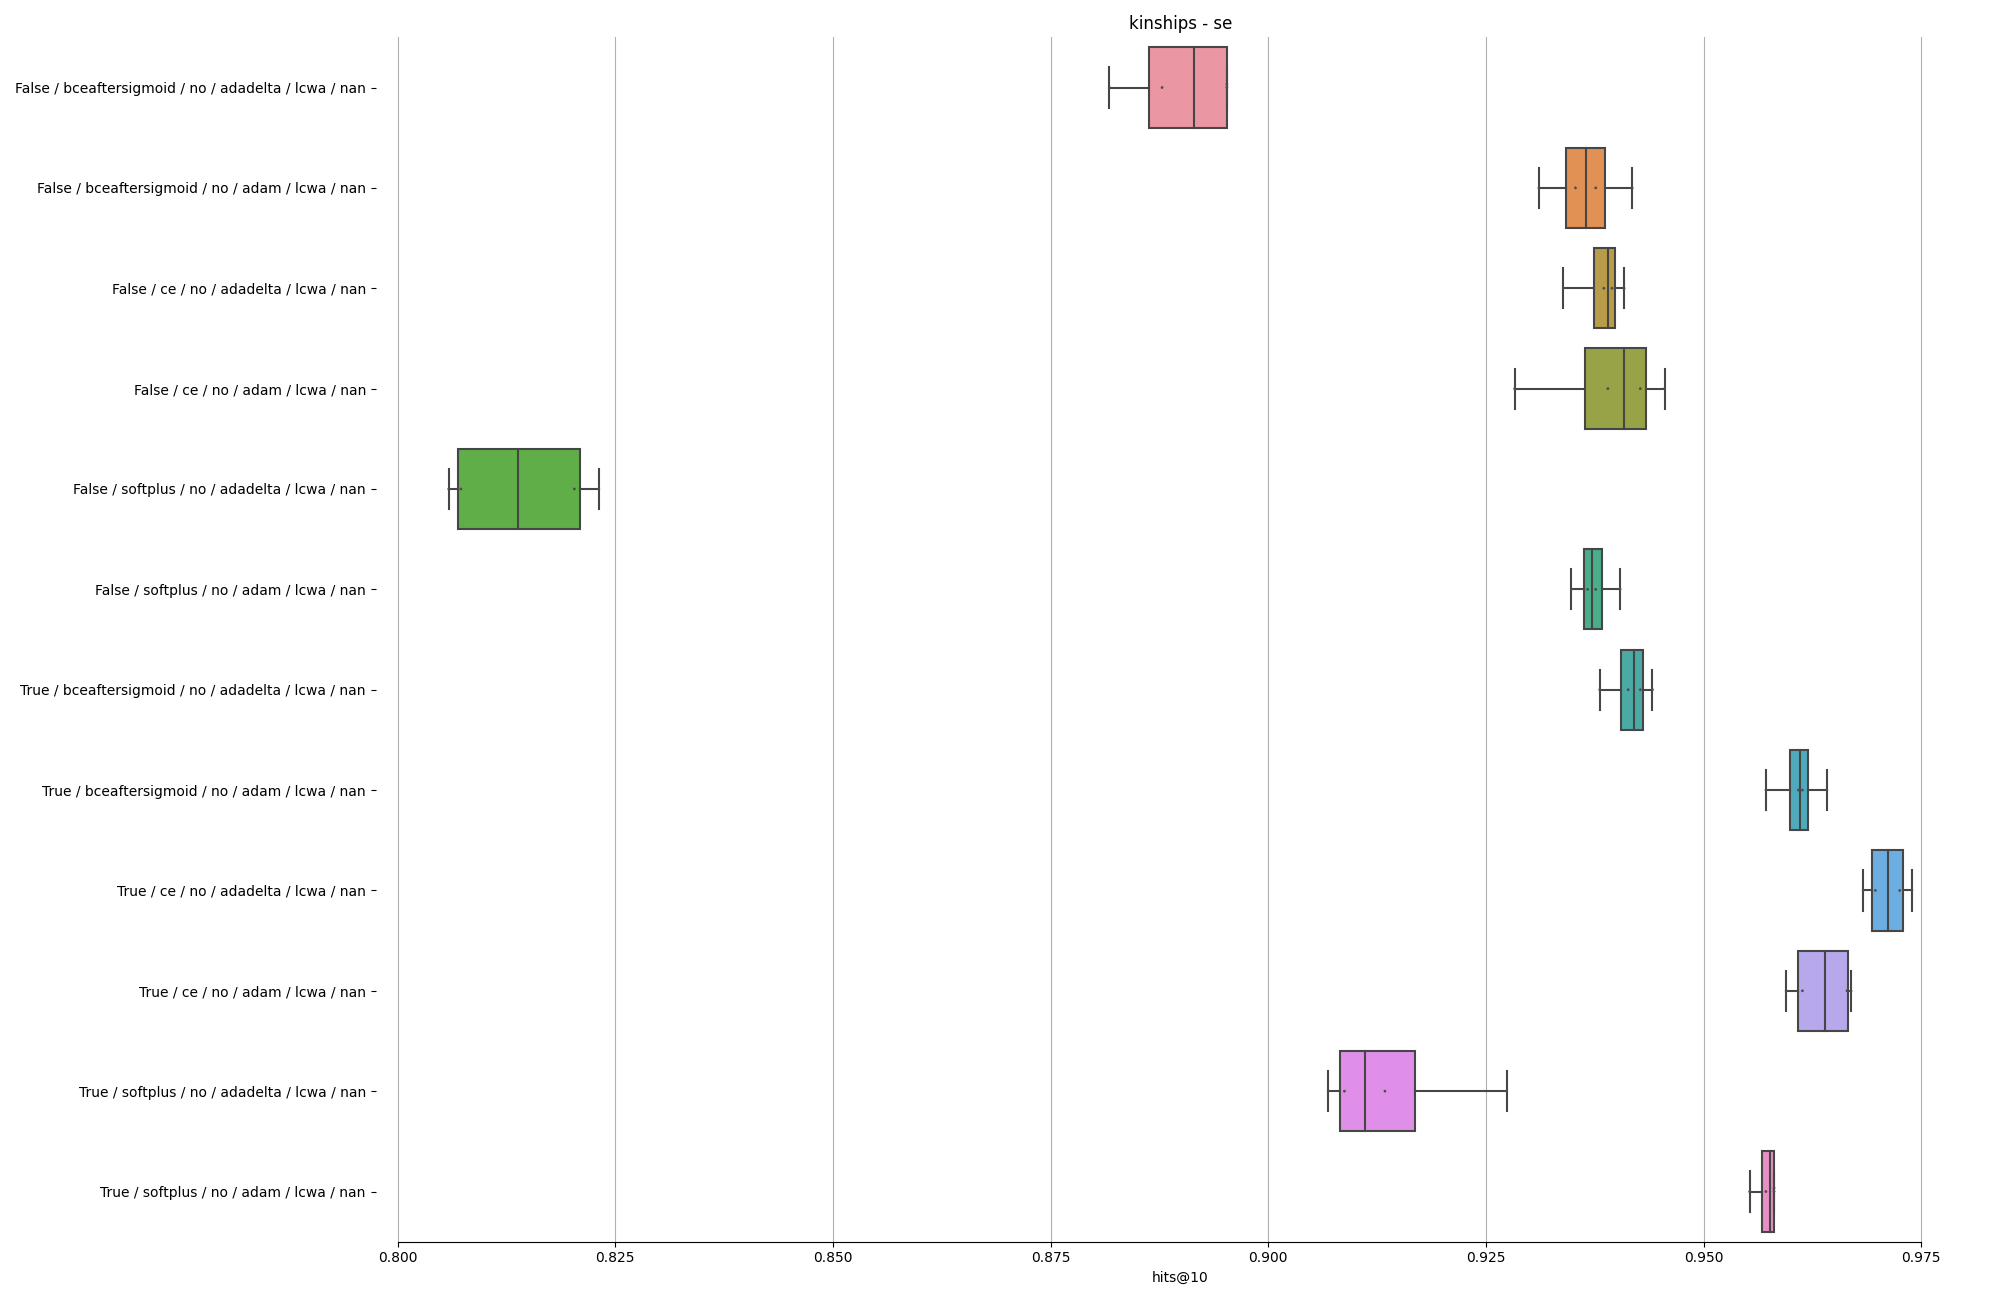 kinships - se
False / bceaftersigmoid / no / adadelta / lcwa / nan
False / bceaftersigmoid / no / adam / lcwa / nan
False / ce / no / adadelta / lcwa / nan
False / ce / no / adam / lcwa / nan
False / softplus / no / adadelta / lcwa / nan
False / softplus / no / adam / lcwa / nan
True / bceaftersigmoid / no / adadelta / lcwa / nan
True / bceaftersigmoid / no / adam / lcwa / nan
True / ce / no / adadelta / lcwa / nan
True / ce / no / adam / lcwa / nan
True / softplus / no / adadelta / lcwa / nan
True / softplus / no / adam / lcwa / nan
0.800 0.825 0.850 0.875 0.900 0.925 0.950 0.975
hits@10